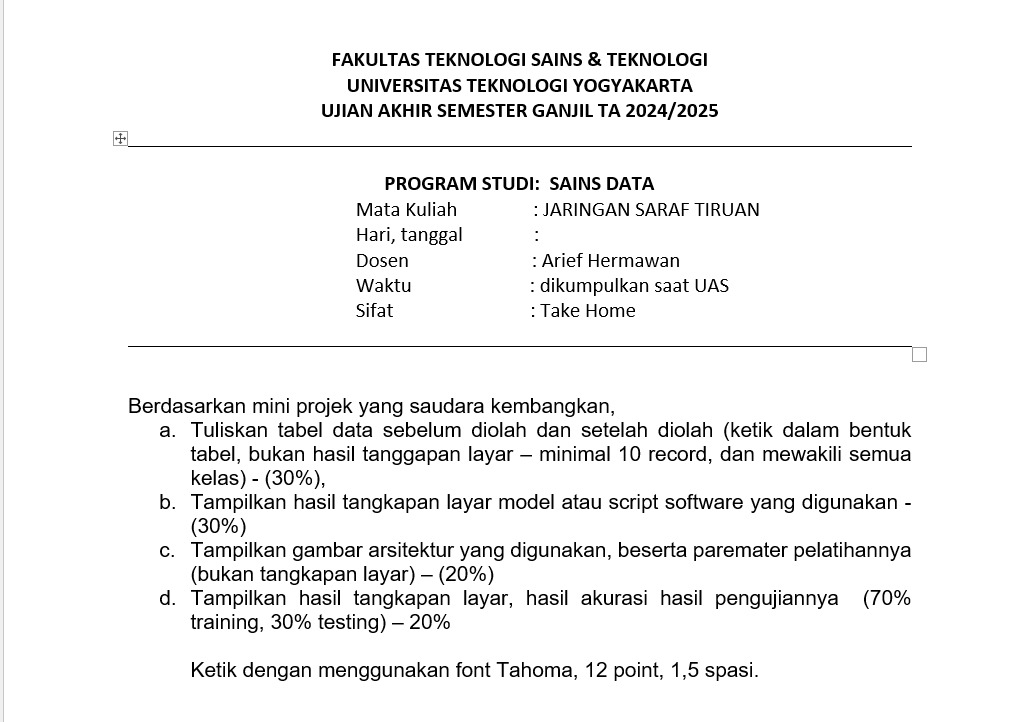 FAKULTAS TEKNOLOGI SAINS & TEKNOLOGI
UNIVERSITAS TEKNOLOGI YOGYAKARTA
UJIAN AKHIR SEMESTER GANJIL TA 2024/2025
PROGRAM STUDI: SAINS DATA
Mata Kuliah : JARINGAN SARAF TIRUAN
Hari, tanggal :
Dosen : Arief Hermawan
Waktu : dikumpulkan saat UAS
Sifat : Take Home
Berdasarkan mini projek yang saudara kembangkan,
a. Tuliskan tabel data sebelum diolah dan setelah diolah (ketik dalam bentuk
tabel, bukan hasil tanggapan layar – minimal 10 record, dan mewakili semua
kelas) - (30%),
b. Tampilkan hasil tangkapan layar model atau script software yang digunakan -
(30%)
c. Tampilkan gambar arsitektur yang digunakan, beserta paremater pelatihannya
(bukan tangkapan layar) – (20%)
d. Tampilkan hasil tangkapan layar, hasil akurasi hasil pengujiannya (70%
training, 30% testing) – 20%
Ketik dengan menggunakan font Tahoma, 12 point, 1,5 spasi.